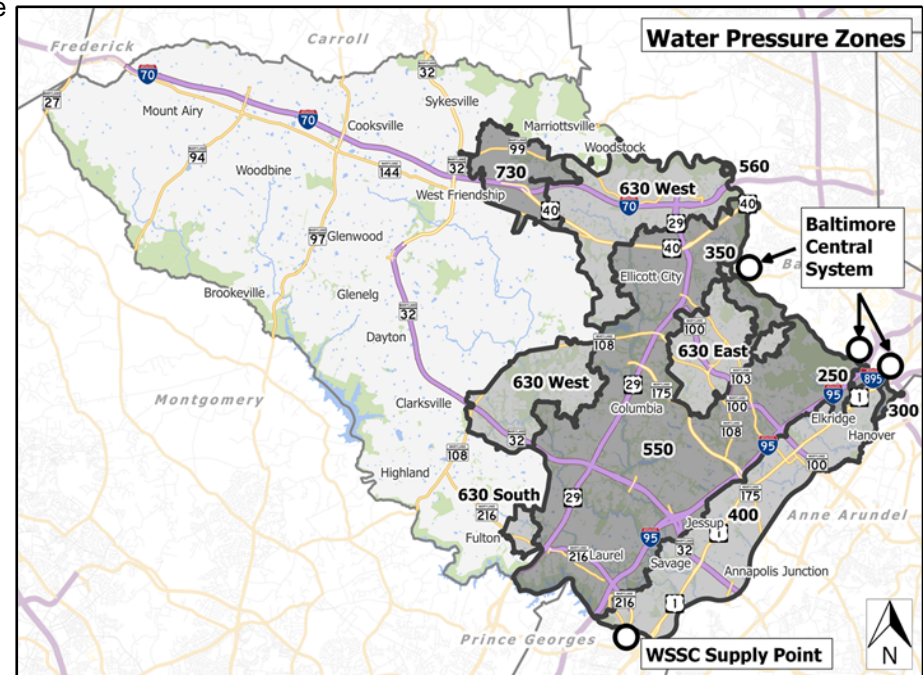 e
Water Pressure Zones
Frederick
Carroll
70
32
27
Mount Airy
Sykesville
70
Cooksville
Marriottsville
99
Woodstock
94
144
32
730
560
Woodbine
West Friendship
630 West
70
40
40
29
Baltimore
Central
System
97
Glenwood
40
350
Ba
Ellicott City
Brookeville
Glenelg
32
100
Dayton
108
630 East
630 West
29
175
103
250
895
95
1
300
Montgomery
Clarksville
Columbia
100
Elkridge
Hanover
32
108
95
108
550
100
Highland
630 South
175
216
29
400
Anne Arundel
Fulton
Jessup
1
95
32
216
Laurel
Savage
Annapolis Junction
216
1
Prince Georges
WSSC Supply Point
N